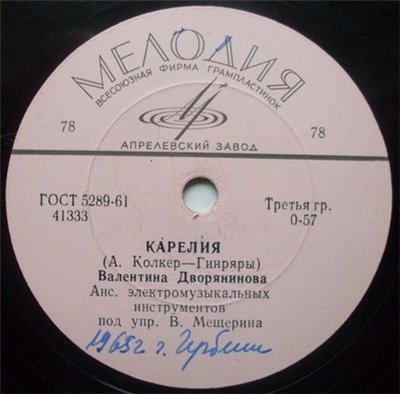 МЕЛОДИЯ
ВСЕСОЮЗНАЯ ФИРМА ГРАМПЛАСТИНОК
78 78
АПРЕЛЕВСКИЙ ЗАВОД
ГОСТ 5289-61 Третья гр.
41333 0-57
КАРЕЛИЯ
(А. Колкер—Гинряры)
Валентина Дворянинова
Анс. электромузыкальных
инструментов
под упр. В. Мещерина
1965г г.